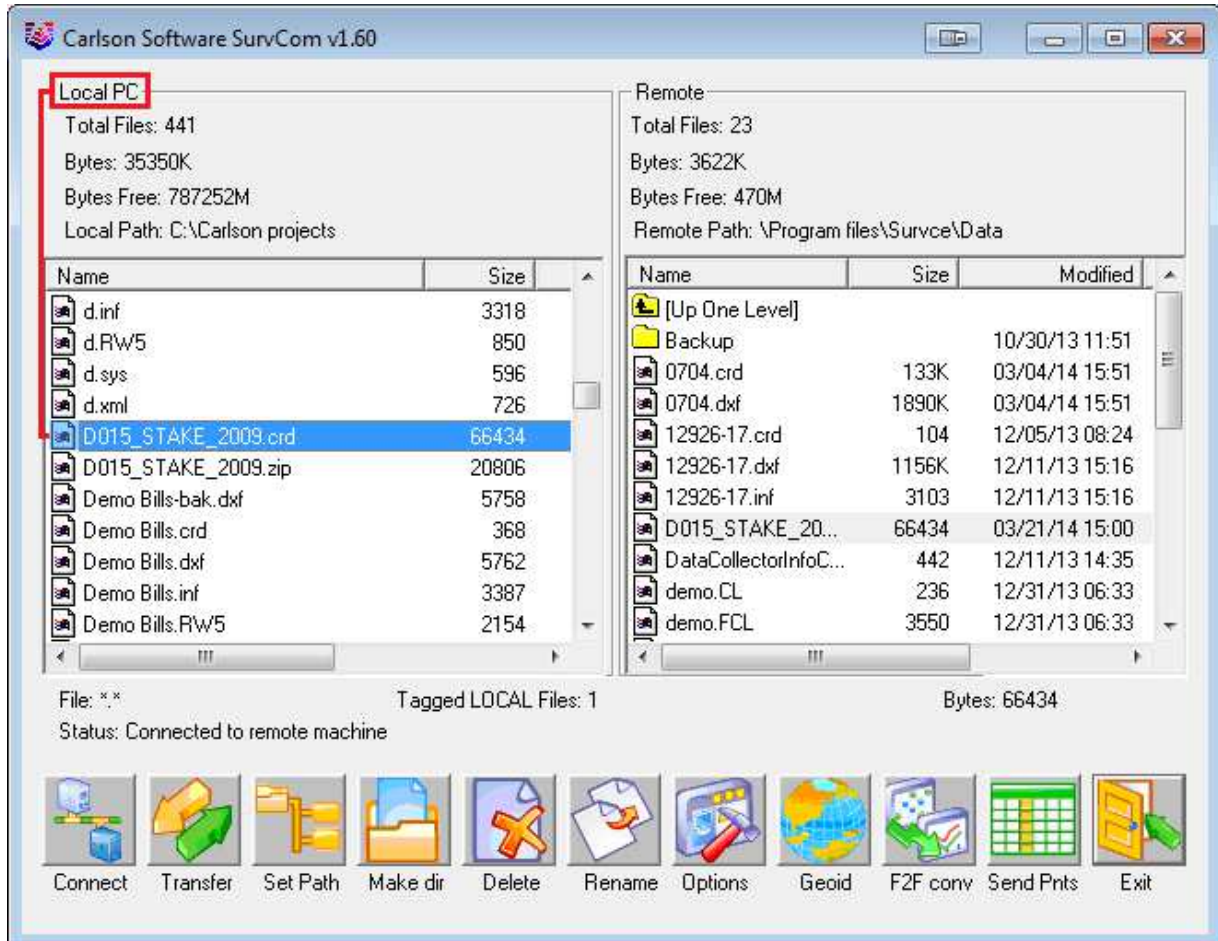 Carlson Software SurvCom v1.60
Local PC
Total Files: 441
Bytes: 35350K
Bytes Free: 787252M
Local Path: C:\Carlson projects
Name Size
d.inf 3318
d.RW5 850
d.sys 596
d.xml 726
D015_STAKE_2009.crd 66434
D015_STAKE_2009.zip 20806
Demo Bills-bak.dxf 5758
Demo Bills.crd 368
Demo Bills.dxf 5762
Demo Bills.inf 3387
Demo Bills.RW5 2154
Remote
Total Files: 23
Bytes: 3622K
Bytes Free: 470M
Remote Path: \Program files\Survce\Data
Name Size Modified
[Up One Level]
Backup 10/30/13 11:51
0704.crd 133K 03/04/14 15:51
0704.dxf 1890K 03/04/14 15:51
12926-17.crd 104 12/05/13 08:24
12926-17.dxf 1156K 12/11/13 15:16
12926-17.inf 3103 12/11/13 15:16
D015_STAKE_20... 66434 03/21/14 15:00
DataCollectorInfoC... 442 12/11/13 14:35
demo.CL 236 12/31/13 06:33
demo.FCL 3550 12/31/13 06:33
File: *.* Tagged LOCAL Files: 1 Bytes: 66434
Status: Connected to remote machine
Connect Transfer Set Path Make dir Delete Rename Options Geoid F2F conv Send Pnts Exit